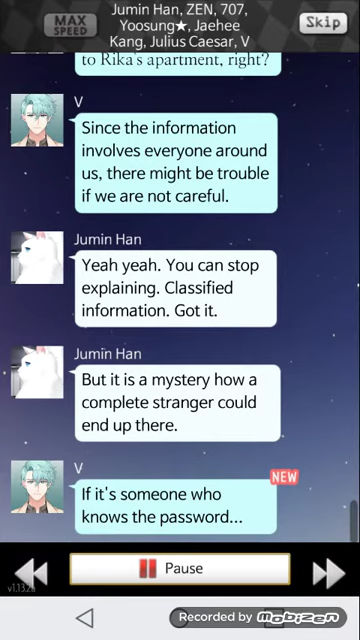 MAX
SPEED
Jumin Han, ZEN, 707,
Yoosung★, Jaehee
Kang, Julius Caesar, V
Skip
to Rika's apartment, right?
V
Since the information
involves everyone around
us, there might be trouble
if we are not careful.
Jumin Han
Yeah yeah. You can stop
explaining. Classified
information. Got it.
Jumin Han
But it is a mystery how a
complete stranger could
end up there.
V
NEW
If it's someone who
knows the password...
Pause
Recorded by Mobizen